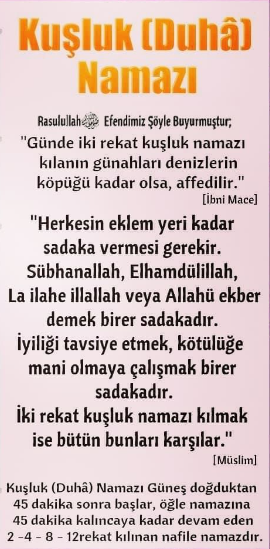 Kuşluk (Duhâ)
Namazı
Rasulullah ﷺ Efendimiz Şöyle Buyurmuştur;
"Günde iki rekat kuşluk namazı
kılanın günahları denizlerin
köpüğü kadar olsa, affedilir."
[İbni Mace]
"Herkesin eklem yeri kadar
sadaka vermesi gerekir.
Sübhanallah, Elhamdülillah,
La ilahe illallah veya Allahü ekber
demek birer sadakadır.
İyiliği tavsiye etmek, kötülüğe
mani olmaya çalışmak birer
sadakadır.
İki rekat kuşluk namazı kılmak
ise bütün bunları karşılar."
[Müslim]
Kuşluk (Duhâ) Namazı Güneş doğduktan
45 dakika sonra başlar, öğle namazına
45 dakika kalıncaya kadar devam eden
2 -4 - 8 - 12rekat kılınan nafile namazdır.